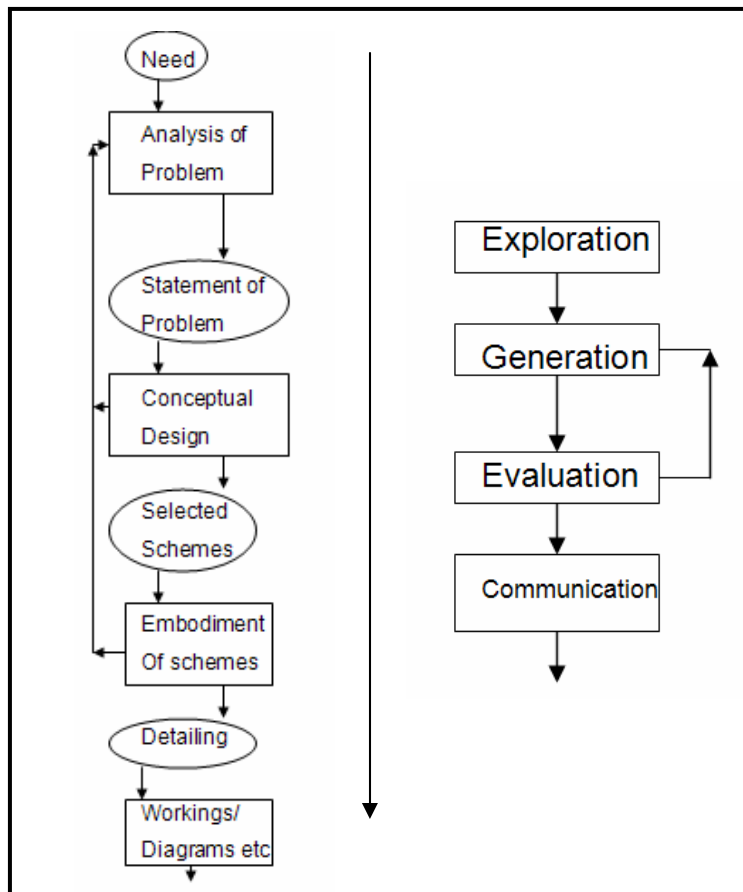 Need
Analysis of
Problem
Statement of
Problem
Conceptual
Design
Selected
Schemes
Embodiment
Of schemes
Detailing
Workings/
Diagrams etc
Exploration
Generation
Evaluation
Communication